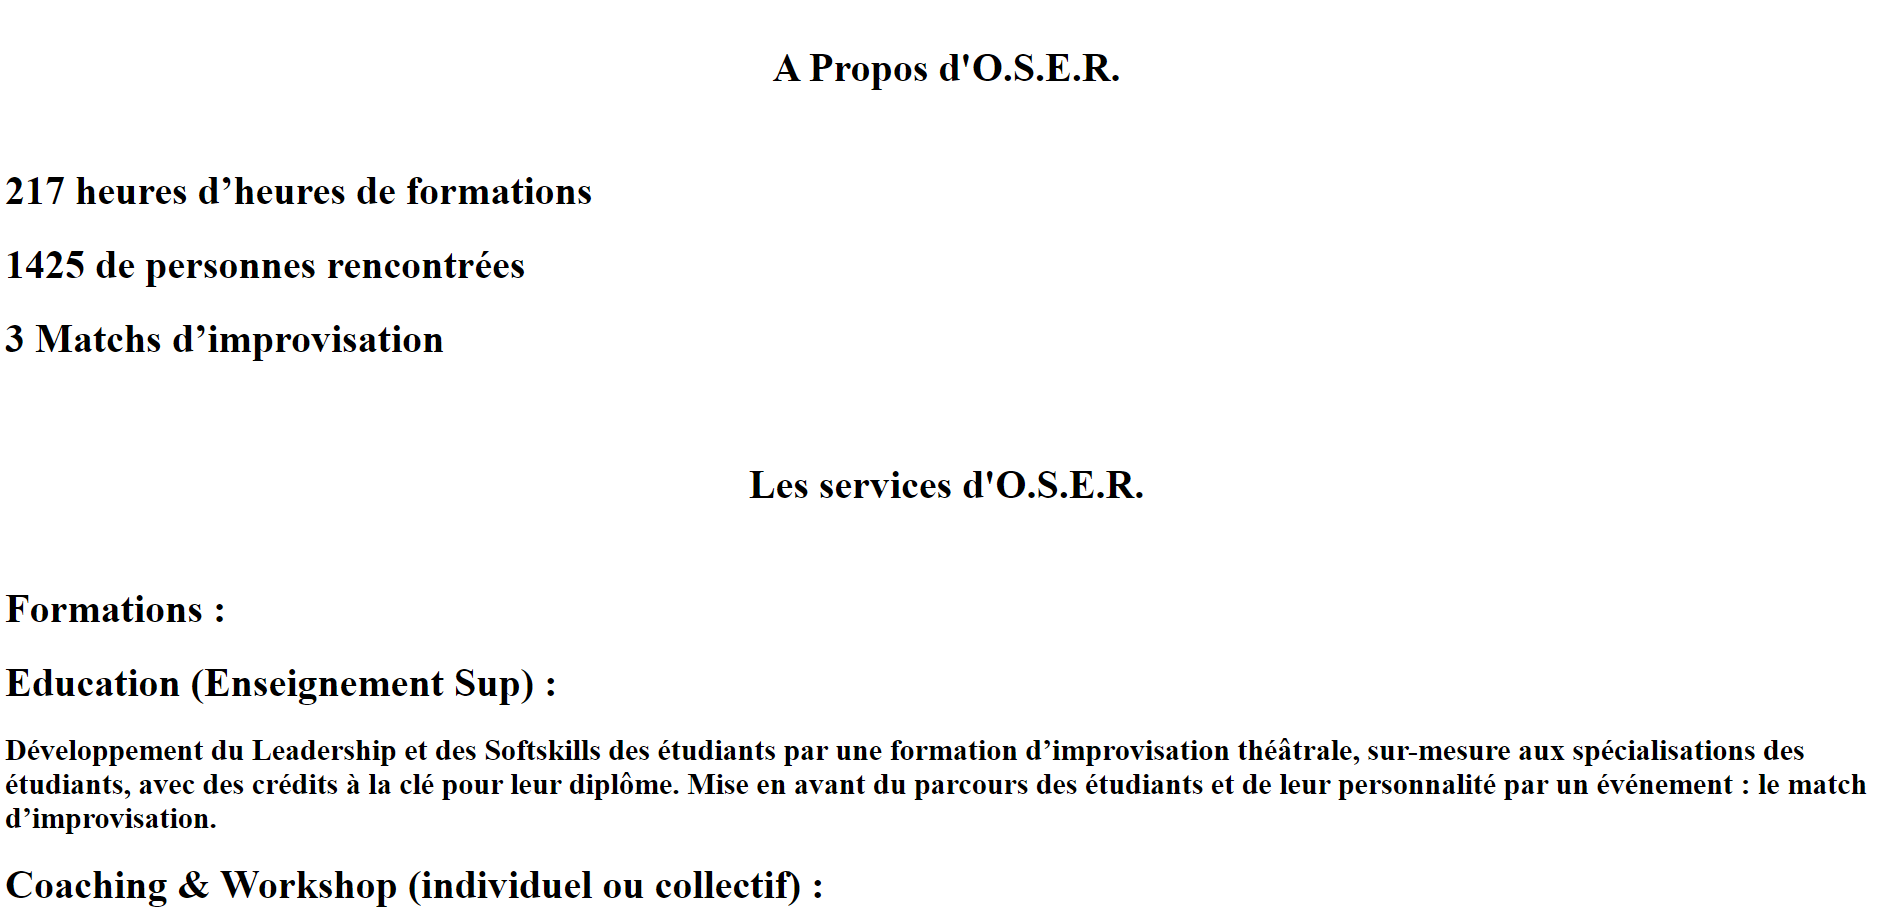 A Propos d'O.S.E.R.
217 heures d’heures de formations
1425 de personnes rencontrées
3 Matchs d’improvisation
Les services d'O.S.E.R.
Formations :
Education (Enseignement Sup) :
Développement du Leadership et des Softskills des étudiants par une formation d’improvisation théâtrale, sur-mesure aux spécialisations des
étudiants, avec des crédits à la clé pour leur diplôme. Mise en avant du parcours des étudiants et de leur personnalité par un événement : le match
d’improvisation.
Coaching & Workshop (individuel ou collectif) :